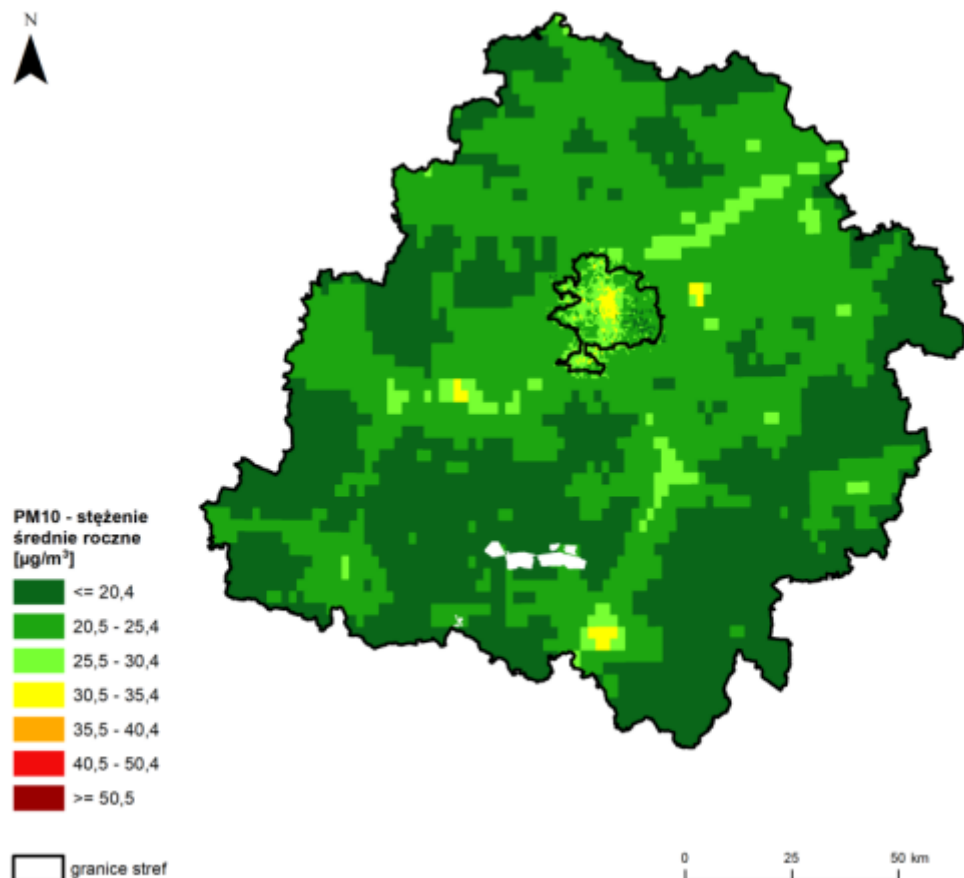 N
PM10 - stężenie
średnie roczne
[µg/m³]
<= 20,4
20,5 - 25,4
25,5 - 30,4
30,5 - 35,4
35,5 - 40,4
40,5 - 50,4
>= 50,5
granice stref
0 25 50 km